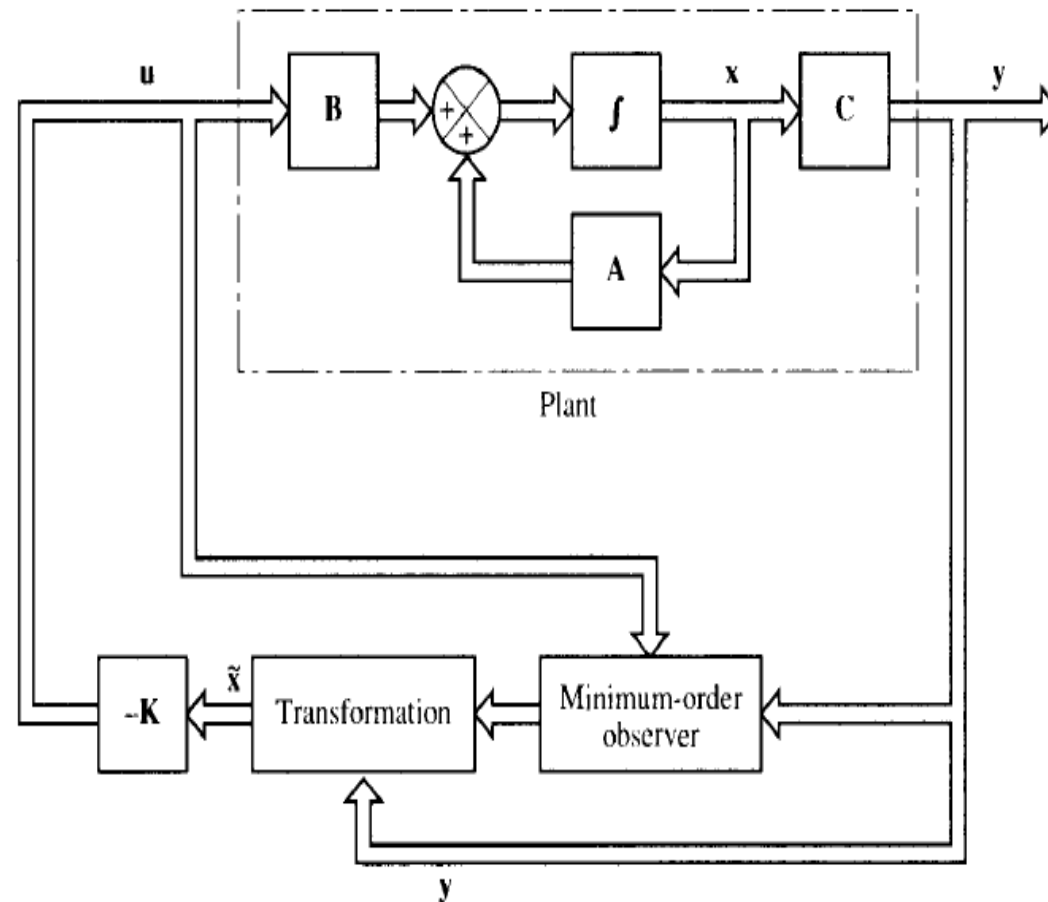 u
x
y
B
+
+
∫
C
A
Plant
x̃
–K
Transformation
Minimum-order
observer
y